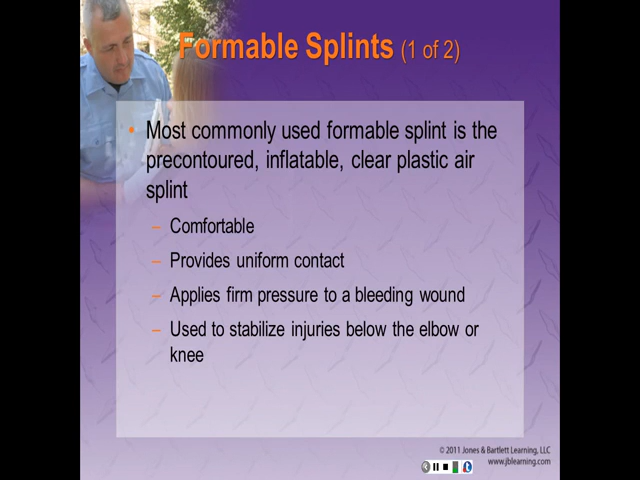 Formable Splints (1 of 2)
• Most commonly used formable splint is the
precontoured, inflatable, clear plastic air
splint
– Comfortable
– Provides uniform contact
– Applies firm pressure to a bleeding wound
– Used to stabilize injuries below the elbow or
knee
© 2011 Jones & Bartlett Learning, LLC
www.jblearning.com